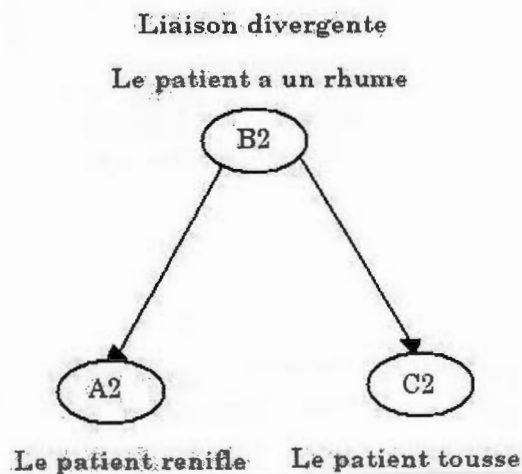 Liaison divergente
Le patient a un rhume
B2
A2
C2
Le patient renifle
Le patient tousse